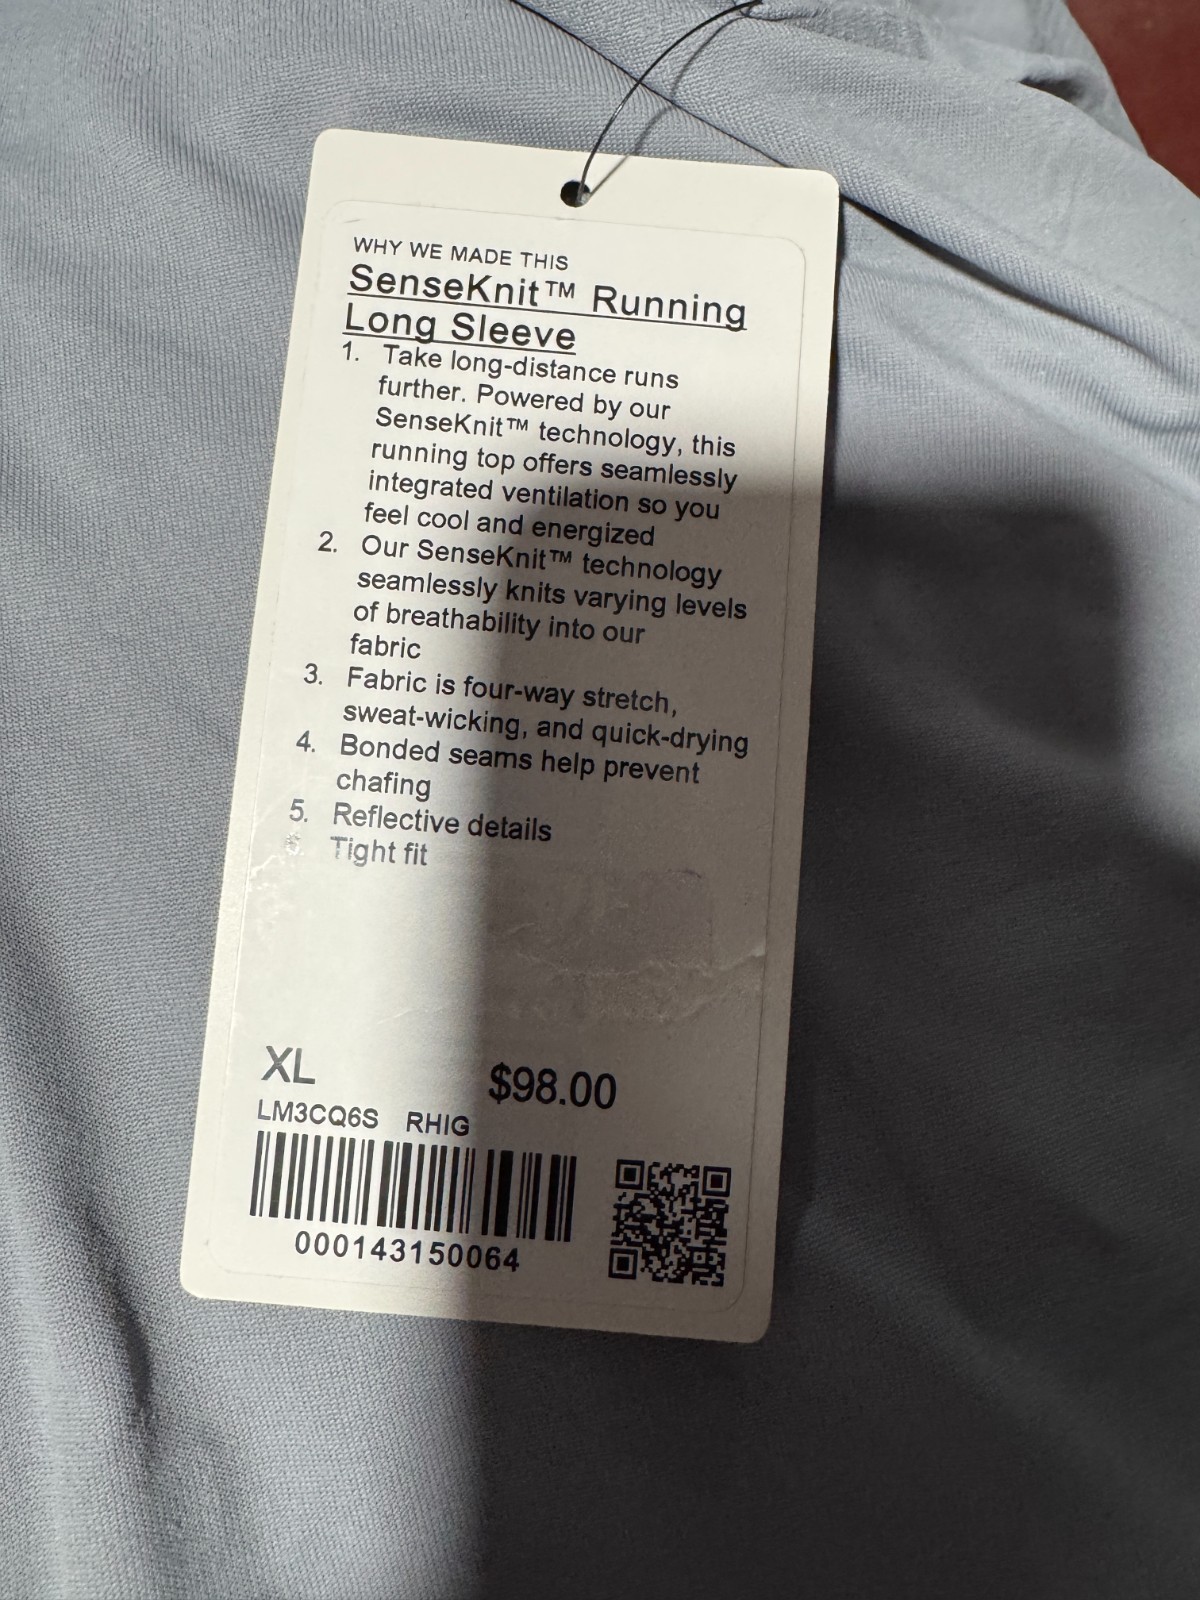 WHY WE MADE THIS
SenseKnit™ Running
Long Sleeve
1. Take long-distance runs
further. Powered by our
SenseKnit™ technology, this
running top offers seamlessly
integrated ventilation so you
feel cool and energized
2. Our SenseKnit™ technology
seamlessly knits varying levels
of breathability into our
fabric
3. Fabric is four-way stretch,
sweat-wicking, and quick-drying
4. Bonded seams help prevent
chafing
5. Reflective details
6. Tight fit
XL $98.00
LM3CQ6S RHIG
000143150064